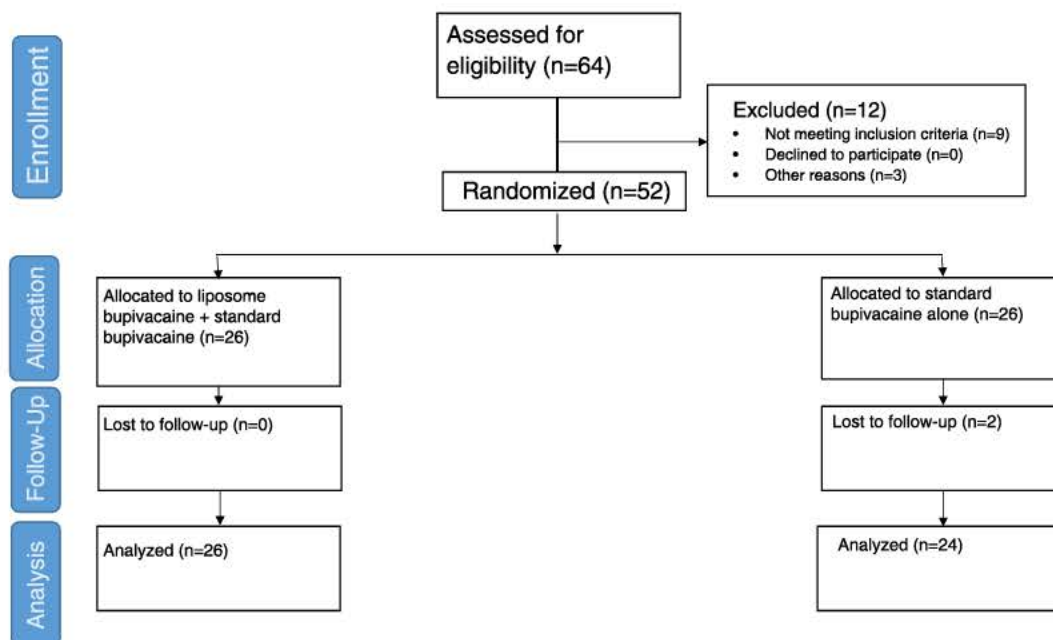 Enrollment
Assessed for
eligibility (n=64)
Excluded (n=12)
• Not meeting inclusion criteria (n=9)
• Declined to participate (n=0)
• Other reasons (n=3)
Randomized (n=52)
Allocation
Allocated to liposome
bupivacaine + standard
bupivacaine (n=26)
Allocated to standard
bupivacaine alone (n=26)
Follow-Up
Lost to follow-up (n=0)
Lost to follow-up (n=2)
Analysis
Analyzed (n=26)
Analyzed (n=24)